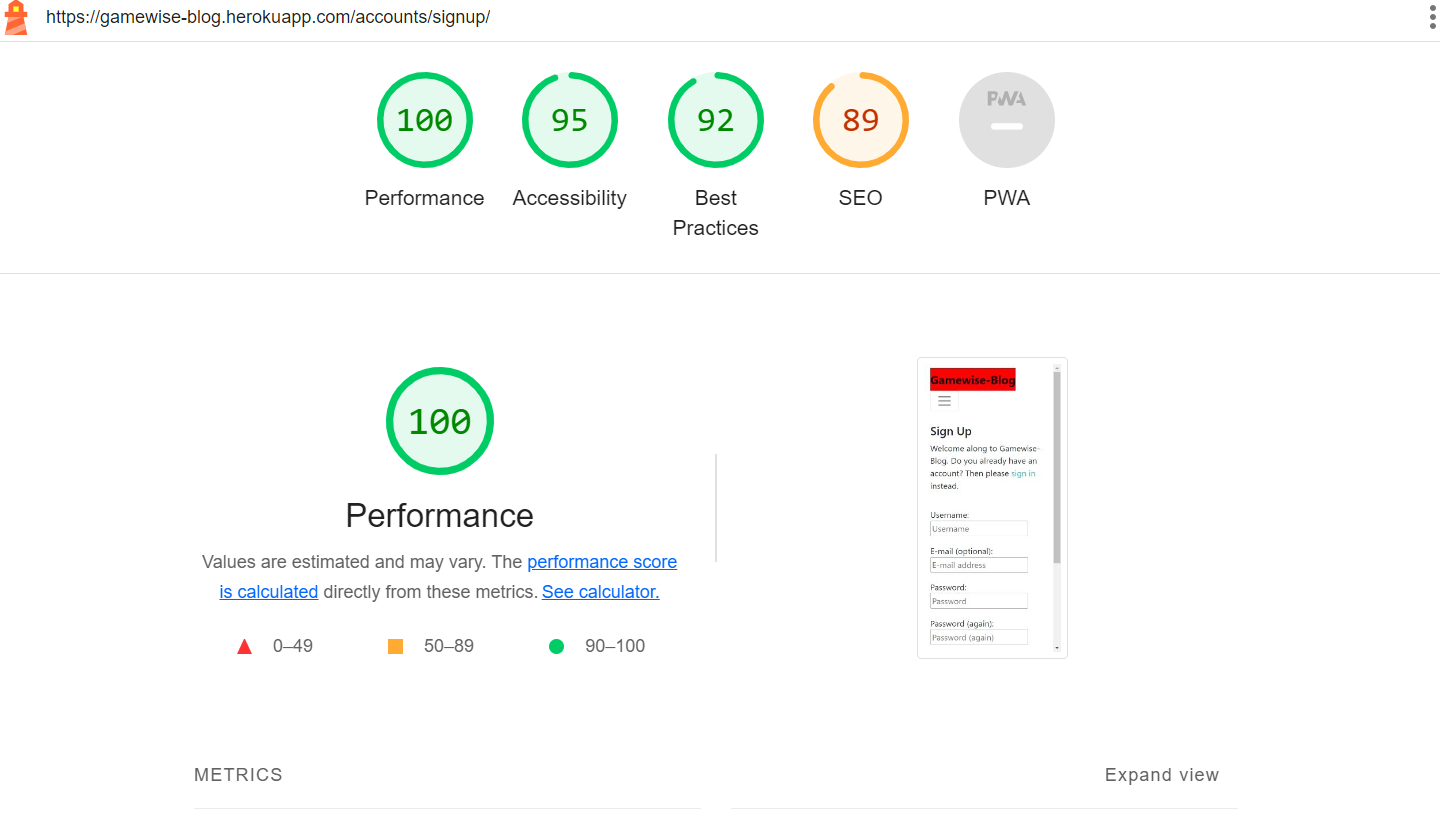 https://gamewise-blog.herokuapp.com/accounts/signup/
100
95
92
89
PWA
Performance
Accessibility
Best
Practices
SEO
PWA
100
Performance
Values are estimated and may vary. The performance score
is calculated directly from these metrics. See calculator.
0–49
50–89
90–100
Gamewise-Blog
Sign Up
Welcome along to Gamewise-
Blog. Do you already have an
account? Then please sign in
instead.
Username:
Username
E-mail (optional):
E-mail address
Password:
Password
Password (again):
Password (again)
METRICS
Expand view